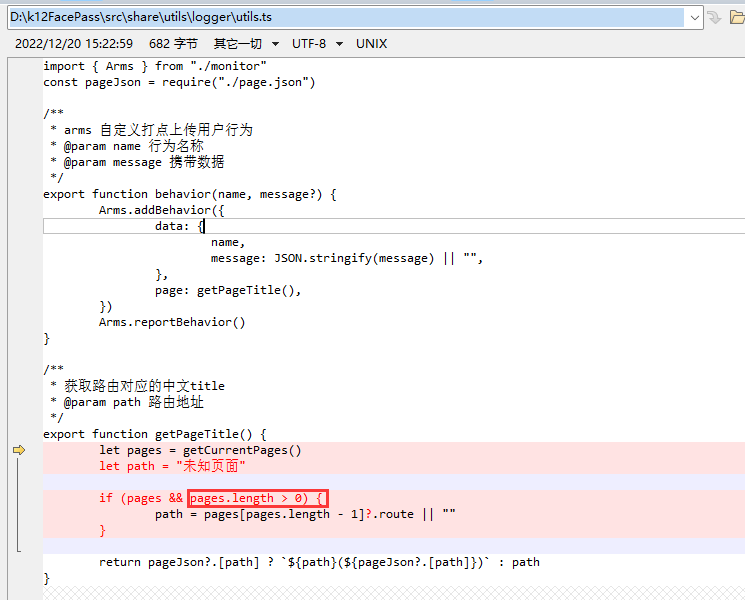 D:\k12FacePass\src\share\utils\logger\utils.ts
2022/12/20 15:22:59 682 字节 其它一切 UTF-8 UNIX
import { Arms } from "./monitor"
const pageJson = require("./page.json")
/**
 * arms 自定义打点上传用户行为
 * @param name 行为名称
 * @param message 携带数据
 */
export function behavior(name, message?) {
        Arms.addBehavior({
                data: {
                        name,
                        message: JSON.stringify(message) || "",
                },
                page: getPageTitle(),
        })
        Arms.reportBehavior()
}
/**
 * 获取路由对应的中文title
 * @param path 路由地址
 */
export function getPageTitle() {
        let pages = getCurrentPages()
        let path = "未知页面"
        if (pages && pages.length > 0) {
                path = pages[pages.length - 1]?.route || ""
        }
        return pageJson?.[path] ? `${path}(${pageJson?.[path]})` : path
}